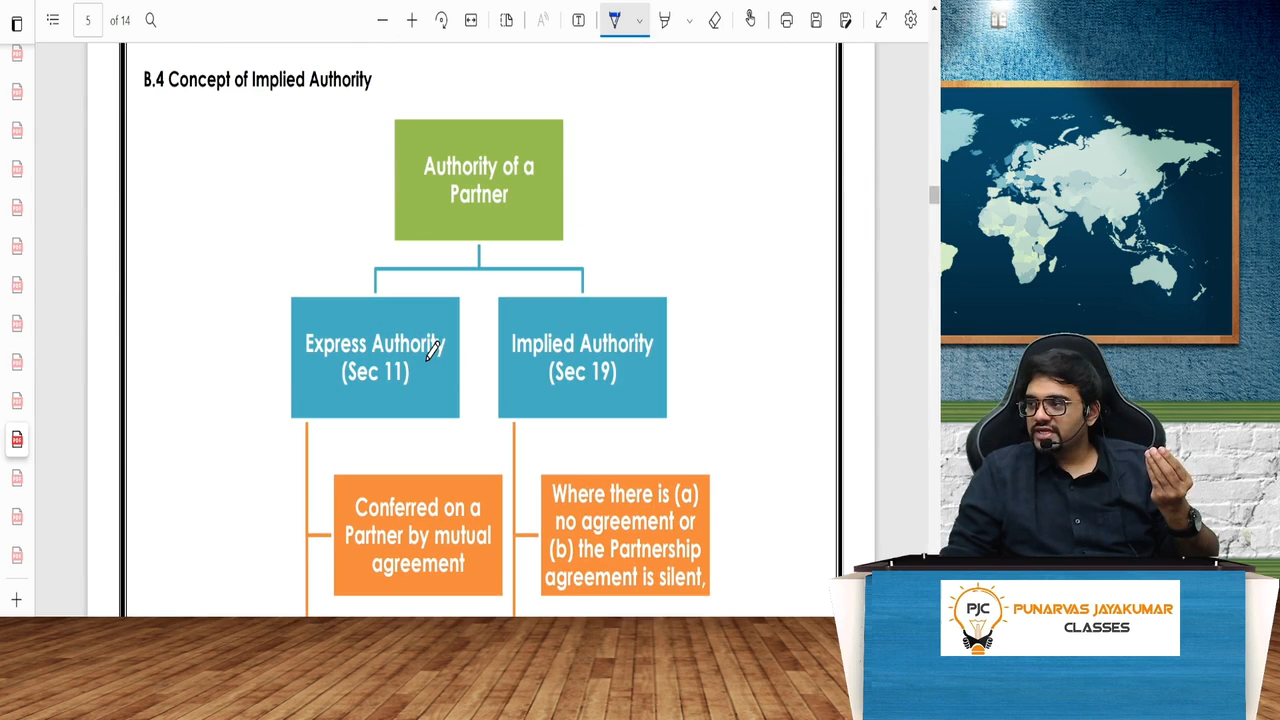 5 of 14
B.4 Concept of Implied Authority
Authority of a
Partner
Express Authority
(Sec 11)
Implied Authority
(Sec 19)
Conferred on a
Partner by mutual
agreement
Where there is (a)
no agreement or
(b) the Partnership
agreement is silent,
PJC
PUNARVAS JAYAKUMAR
CLASSES